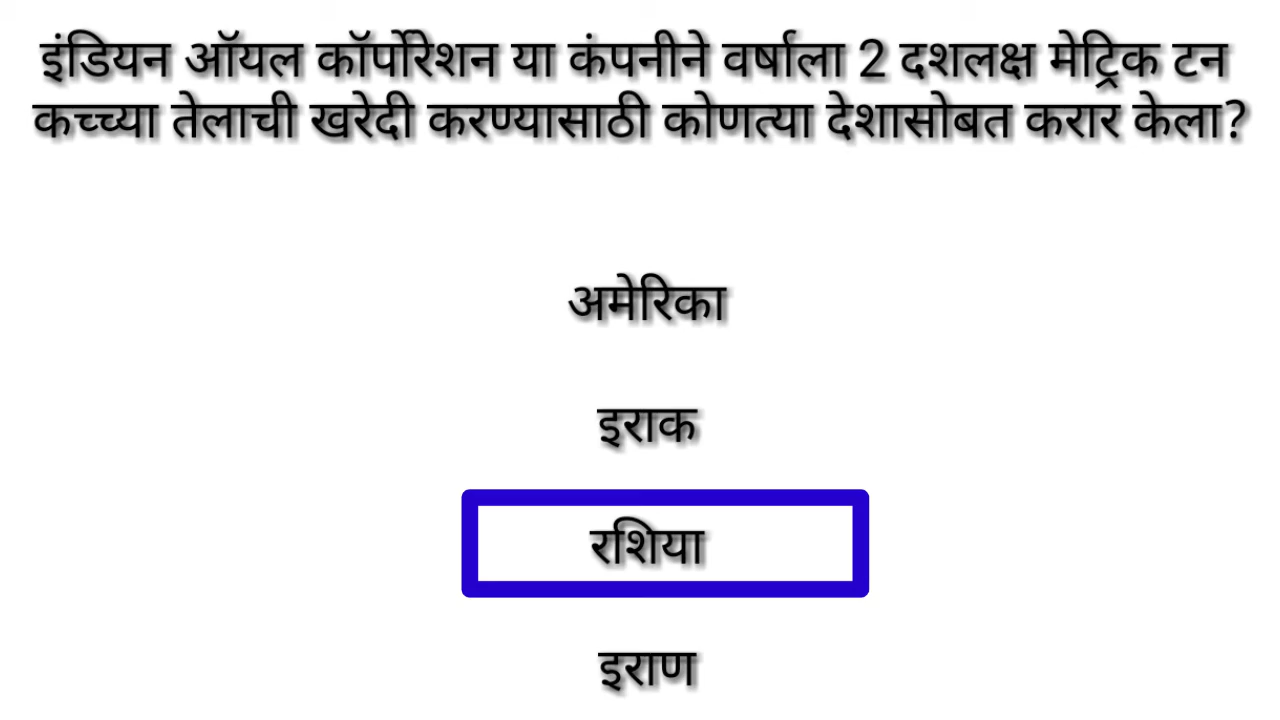 इंडियन ऑयल कॉर्पोरेशन या कंपनीने वर्षाला 2 दशलक्ष मेट्रिक टन
कच्च्या तेलाची खरेदी करण्यासाठी कोणत्या देशासोबत करार केला?
अमेरिका
इराक
रशिया
इराण